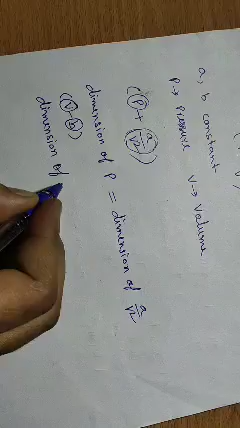 a, b constant
P → Pressure V → Volume
(P + a/V²)
dimension of P = dimension of a/V²
(V - b)
dimension of